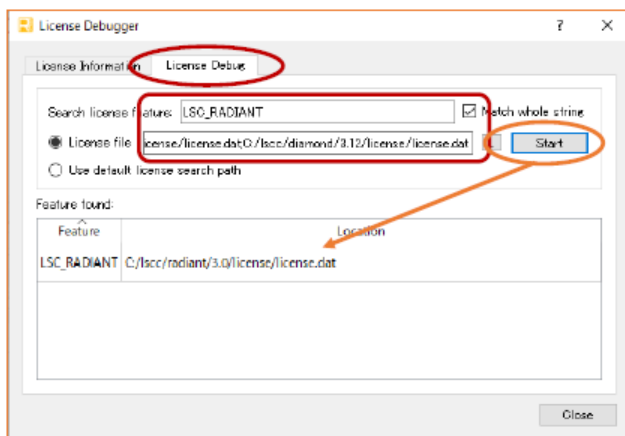 License Debugger
? ×
License Information License Debug
Search license feature: LSC_RADIANT Match whole string
License file icense/license.dat;C:/lscc/diamond/3.12/license/license.dat Start
Use default license search path
Feature found:
Feature Location
LSC_RADIANT C:/lscc/radiant/3.0/license/license.dat
Close